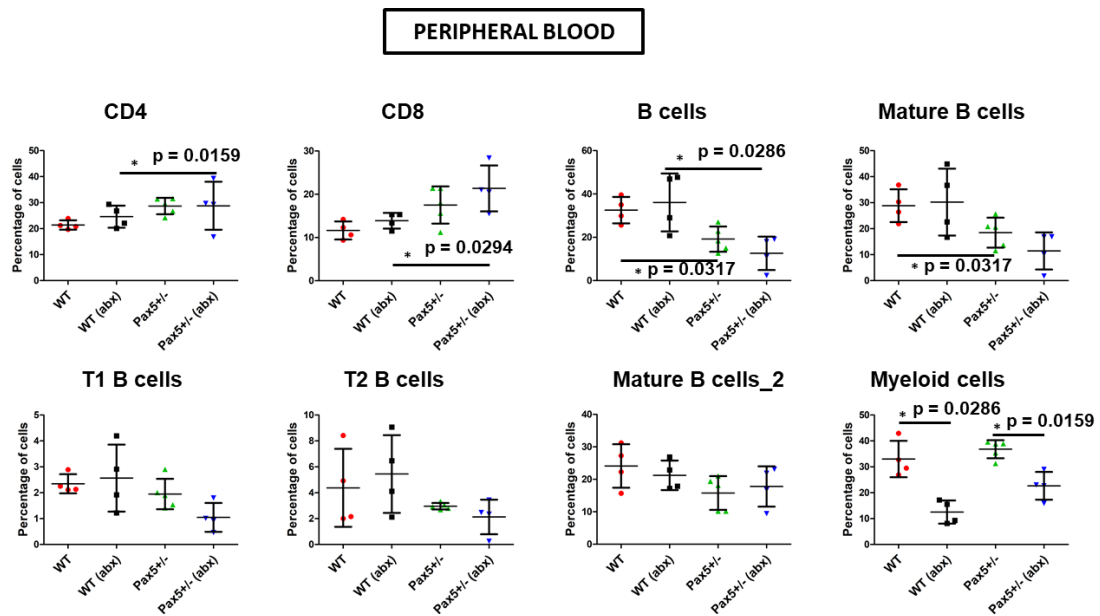 PERIPHERAL BLOOD
CD4
Percentage of cells
50
40
30
20
10
0
* p = 0.0159
WT
WT (abx)
Pax5+/-
Pax5+/- (abx)
CD8
Percentage of cells
30
20
10
0
* p = 0.0294
WT
WT (abx)
Pax5+/-
Pax5+/- (abx)
B cells
Percentage of cells
60
40
20
0
* p = 0.0286
* p = 0.0317
WT
WT (abx)
Pax5+/-
Pax5+/- (abx)
Mature B cells
Percentage of cells
50
40
30
20
10
0
* p = 0.0317
WT
WT (abx)
Pax5+/-
Pax5+/- (abx)
T1 B cells
Percentage of cells
5
4
3
2
1
0
WT
WT (abx)
Pax5+/-
Pax5+/- (abx)
T2 B cells
Percentage of cells
10
8
6
4
2
0
WT
WT (abx)
Pax5+/-
Pax5+/- (abx)
Mature B cells_2
Percentage of cells
40
30
20
10
0
WT
WT (abx)
Pax5+/-
Pax5+/- (abx)
Myeloid cells
Percentage of cells
50
40
30
20
10
0
* p = 0.0286
* p = 0.0159
WT
WT (abx)
Pax5+/-
Pax5+/- (abx)